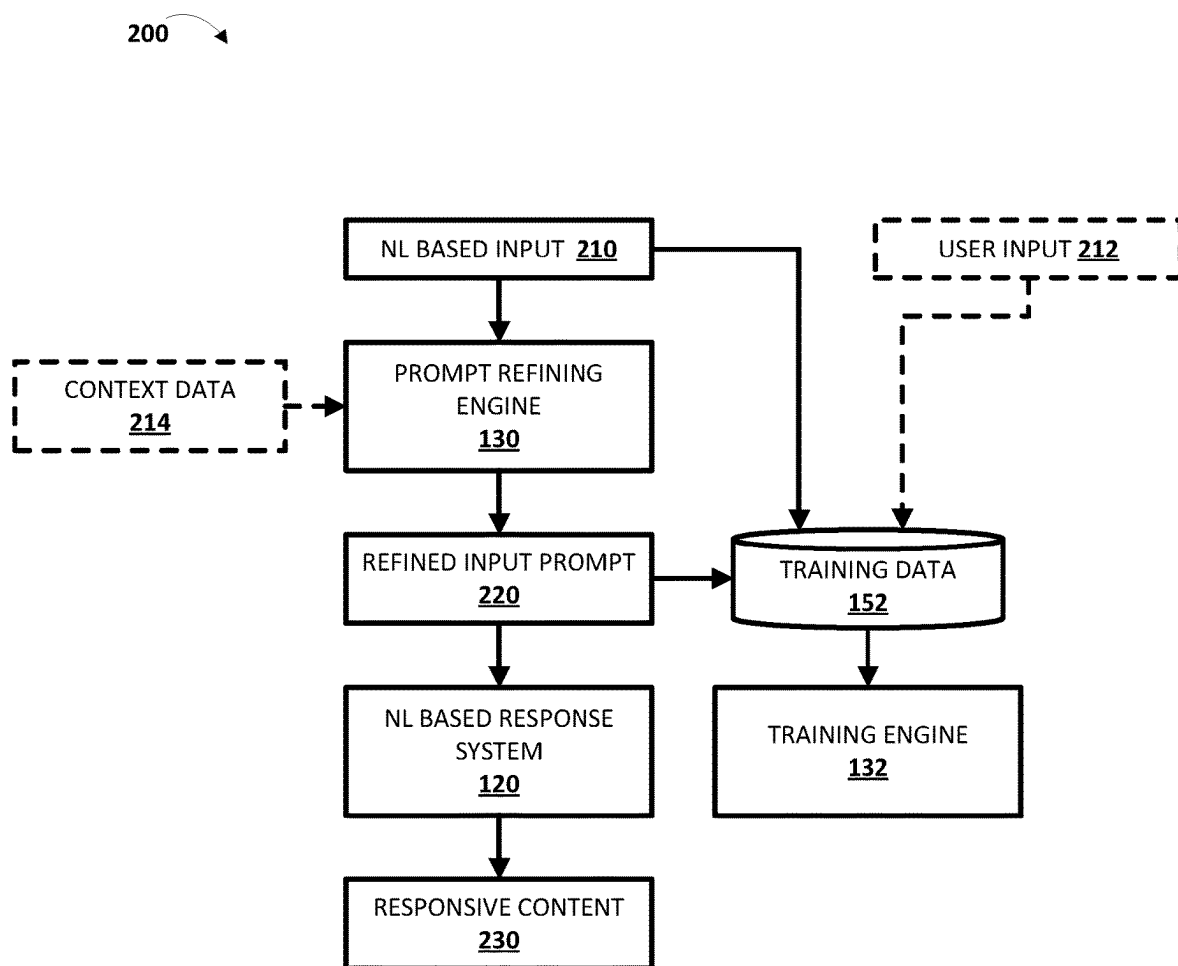 200
NL BASED INPUT 210
USER INPUT 212
CONTEXT DATA
214
PROMPT REFINING
ENGINE
130
REFINED INPUT PROMPT
220
TRAINING DATA
152
NL BASED RESPONSE
SYSTEM
120
TRAINING ENGINE
132
RESPONSIVE CONTENT
230